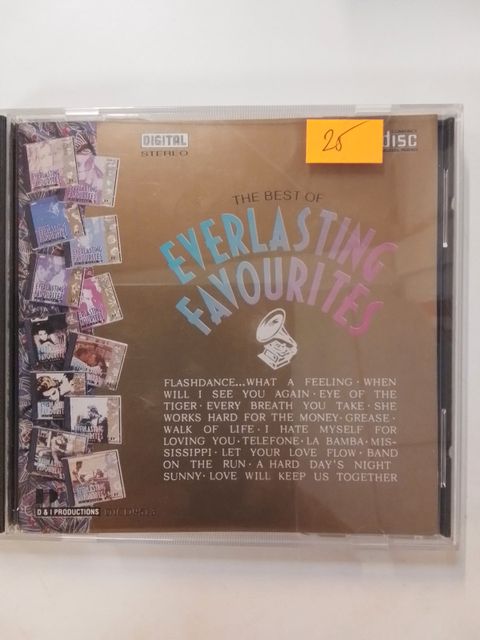 DIGITAL
STEREO
25
COMPACT
disc
THE BEST OF
EVERLASTING
FAVOURITES
FLASHDANCE...WHAT A FEELING · WHEN
WILL I SEE YOU AGAIN · EYE OF THE
TIGER · EVERY BREATH YOU TAKE · SHE
WORKS HARD FOR THE MONEY · GREASE ·
WALK OF LIFE · I HATE MYSELF FOR
LOVING YOU · TELEFONE · LA BAMBA · MIS-
SISSIPPI · LET YOUR LOVE FLOW · BAND
ON THE RUN · A HARD DAY'S NIGHT
SUNNY · LOVE WILL KEEP US TOGETHER
D & I PRODUCTIONS